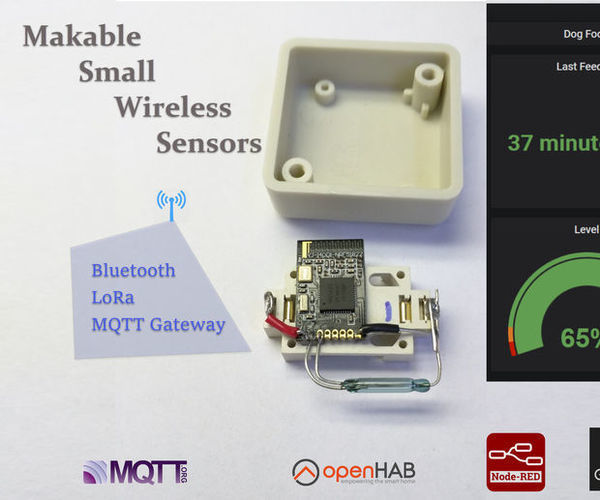 Makable
Small
Wireless
Sensors
Dog Foo
Last Feed
37 minut
Bluetooth
LoRa
MQTT Gateway
Level
65%
MQTT.ORG
openHAB
empowering the smart home
Node-RED